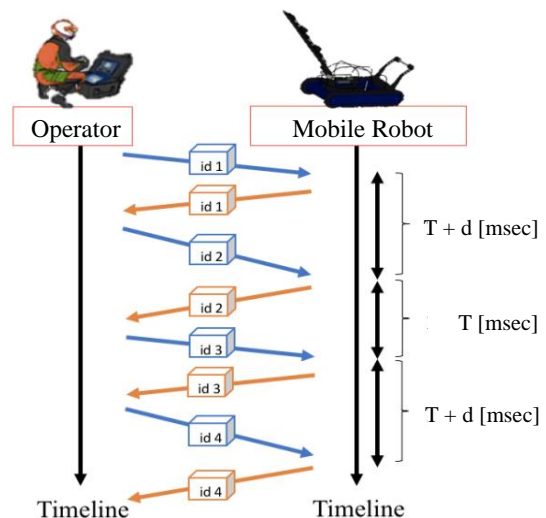 Operator
Mobile Robot
id 1
id 1
T + d [msec]
id 2
id 2
T [msec]
id 3
id 3
T + d [msec]
id 4
id 4
Timeline
Timeline